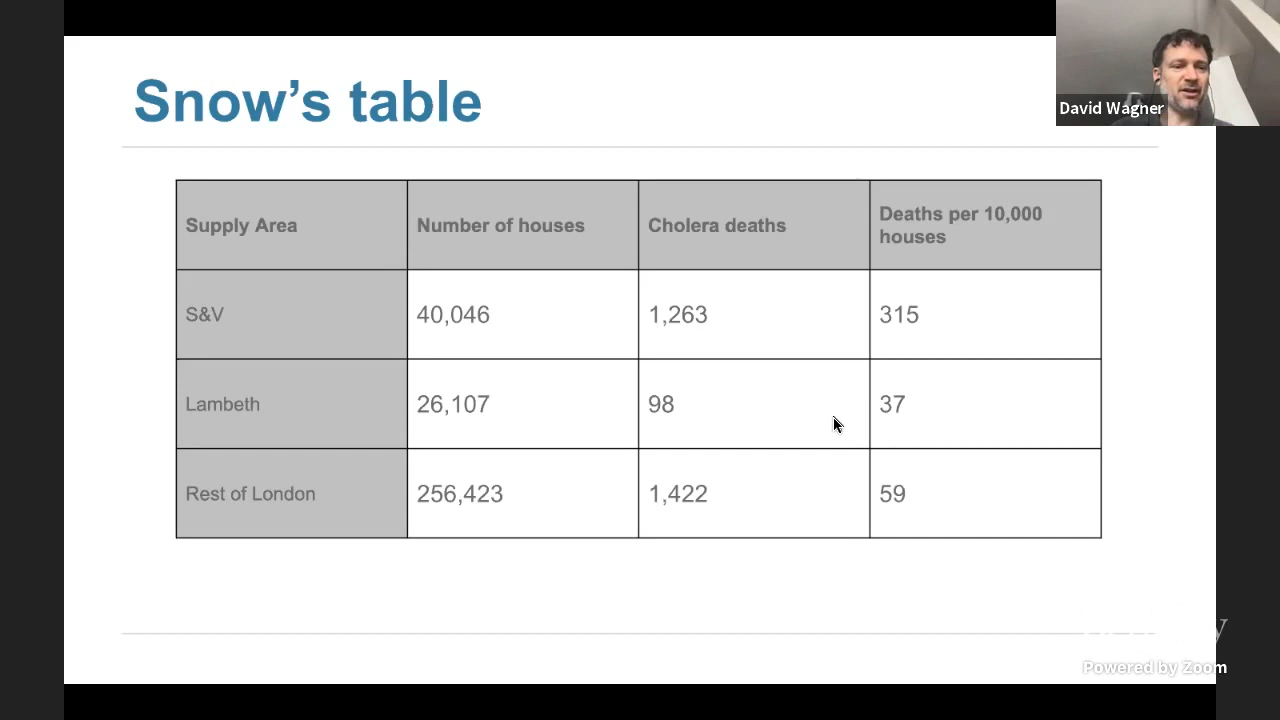 Snow's table
David Wagner
Supply Area Number of houses Cholera deaths Deaths per 10,000
houses
S&V 40,046 1,263 315
Lambeth 26,107 98 37
Rest of London 256,423 1,422 59
Powered by Zoom